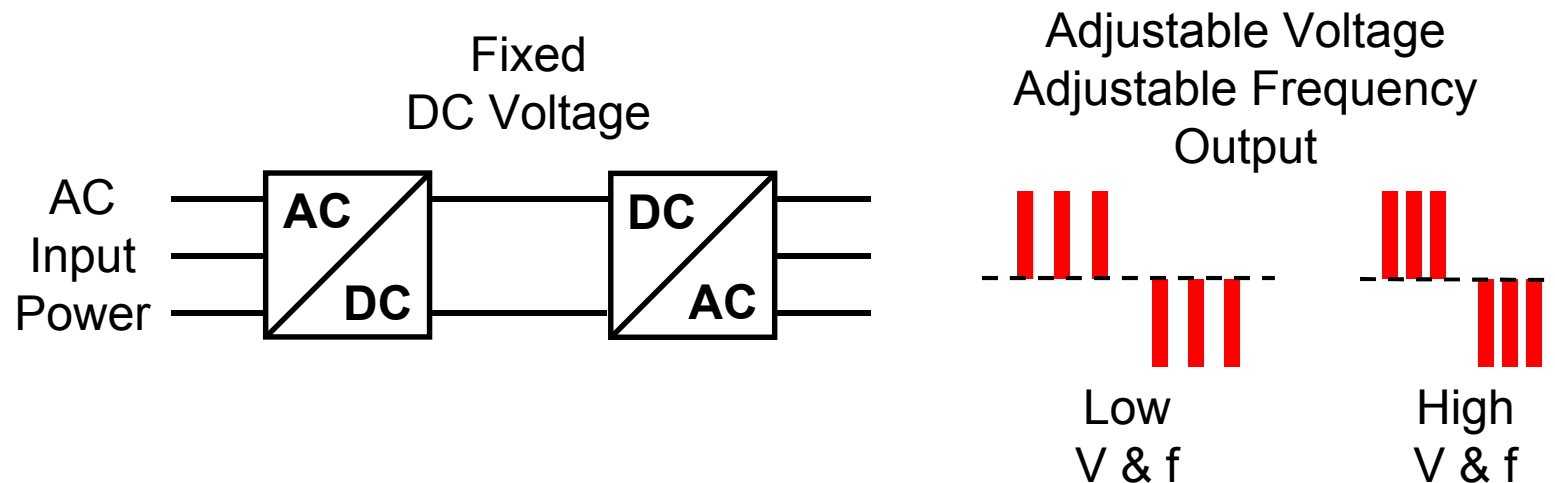 Fixed
DC Voltage
AC
Input
Power
AC
DC
DC
AC
Adjustable Voltage
Adjustable Frequency
Output
Low
V & f
High
V & f